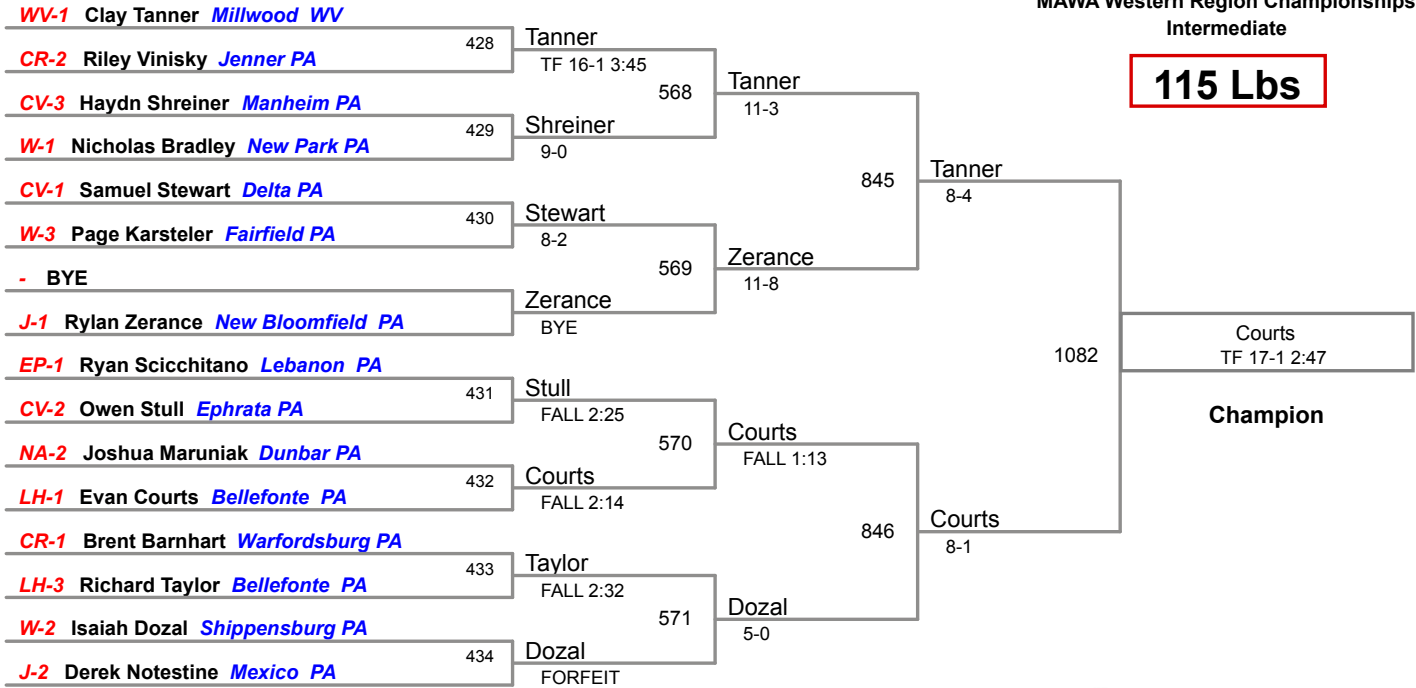 MAWA Western Region Championships
Intermediate
115 Lbs
WV-1 Clay Tanner Millwood WV
CR-2 Riley Vinisky Jenner PA
CV-3 Haydn Shreiner Manheim PA
W-1 Nicholas Bradley New Park PA
CV-1 Samuel Stewart Delta PA
W-3 Page Karsteler Fairfield PA
- BYE
J-1 Rylan Zerance New Bloomfield PA
EP-1 Ryan Scicchitano Lebanon PA
CV-2 Owen Stull Ephrata PA
NA-2 Joshua Maruniak Dunbar PA
LH-1 Evan Courts Bellefonte PA
CR-1 Brent Barnhart Warfordsburg PA
LH-3 Richard Taylor Bellefonte PA
W-2 Isaiah Dozal Shippensburg PA
J-2 Derek Notestine Mexico PA
428
429
430
431
432
433
434
Tanner
TF 16-1 3:45
Shreiner
9-0
Stewart
8-2
Zerance
BYE
Stull
FALL 2:25
Courts
FALL 2:14
Taylor
FALL 2:32
Dozal
FORFEIT
568
569
570
571
Tanner
11-3
Zerance
11-8
Courts
FALL 1:13
Dozal
5-0
845
846
Tanner
8-4
Courts
8-1
1082
Courts
TF 17-1 2:47
Champion